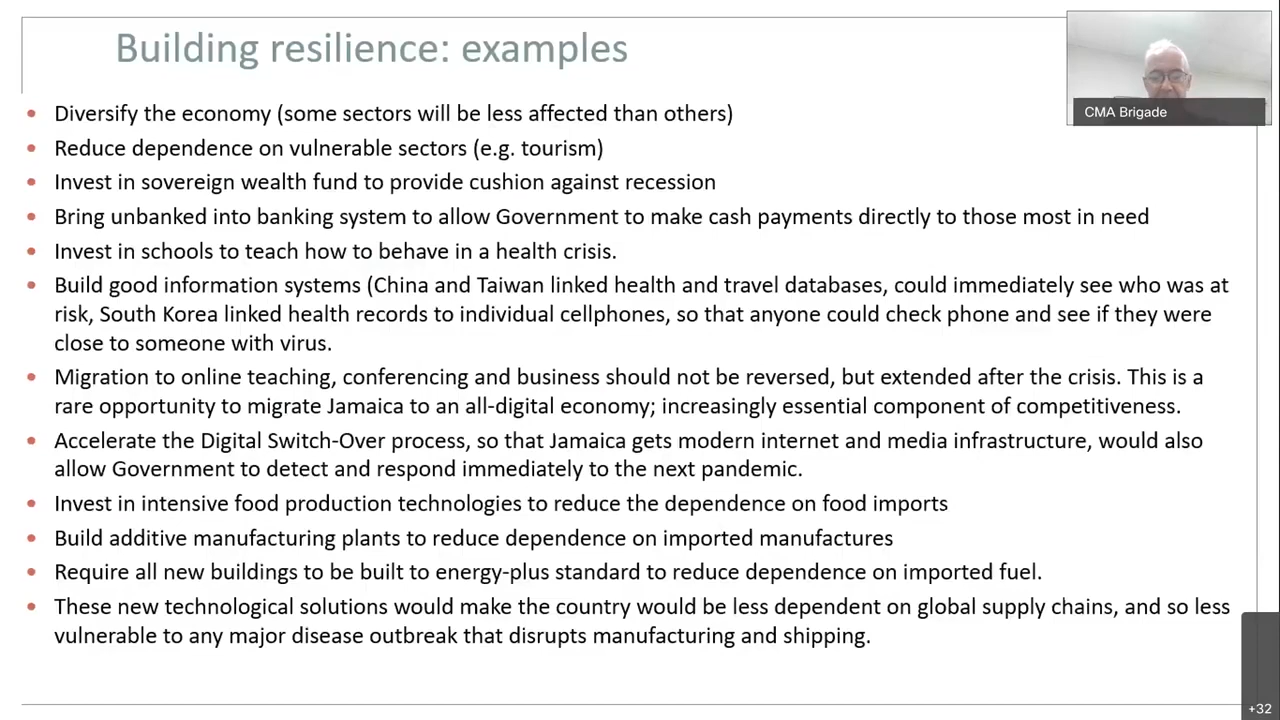 Building resilience: examples
CMA Brigade
• Diversify the economy (some sectors will be less affected than others)
• Reduce dependence on vulnerable sectors (e.g. tourism)
• Invest in sovereign wealth fund to provide cushion against recession
• Bring unbanked into banking system to allow Government to make cash payments directly to those most in need
• Invest in schools to teach how to behave in a health crisis.
• Build good information systems (China and Taiwan linked health and travel databases, could immediately see who was at
risk, South Korea linked health records to individual cellphones, so that anyone could check phone and see if they were
close to someone with virus.
• Migration to online teaching, conferencing and business should not be reversed, but extended after the crisis. This is a
rare opportunity to migrate Jamaica to an all-digital economy; increasingly essential component of competitiveness.
• Accelerate the Digital Switch-Over process, so that Jamaica gets modern internet and media infrastructure, would also
allow Government to detect and respond immediately to the next pandemic.
• Invest in intensive food production technologies to reduce the dependence on food imports
• Build additive manufacturing plants to reduce dependence on imported manufactures
• Require all new buildings to be built to energy-plus standard to reduce dependence on imported fuel.
• These new technological solutions would make the country would be less dependent on global supply chains, and so less
vulnerable to any major disease outbreak that disrupts manufacturing and shipping.
+32